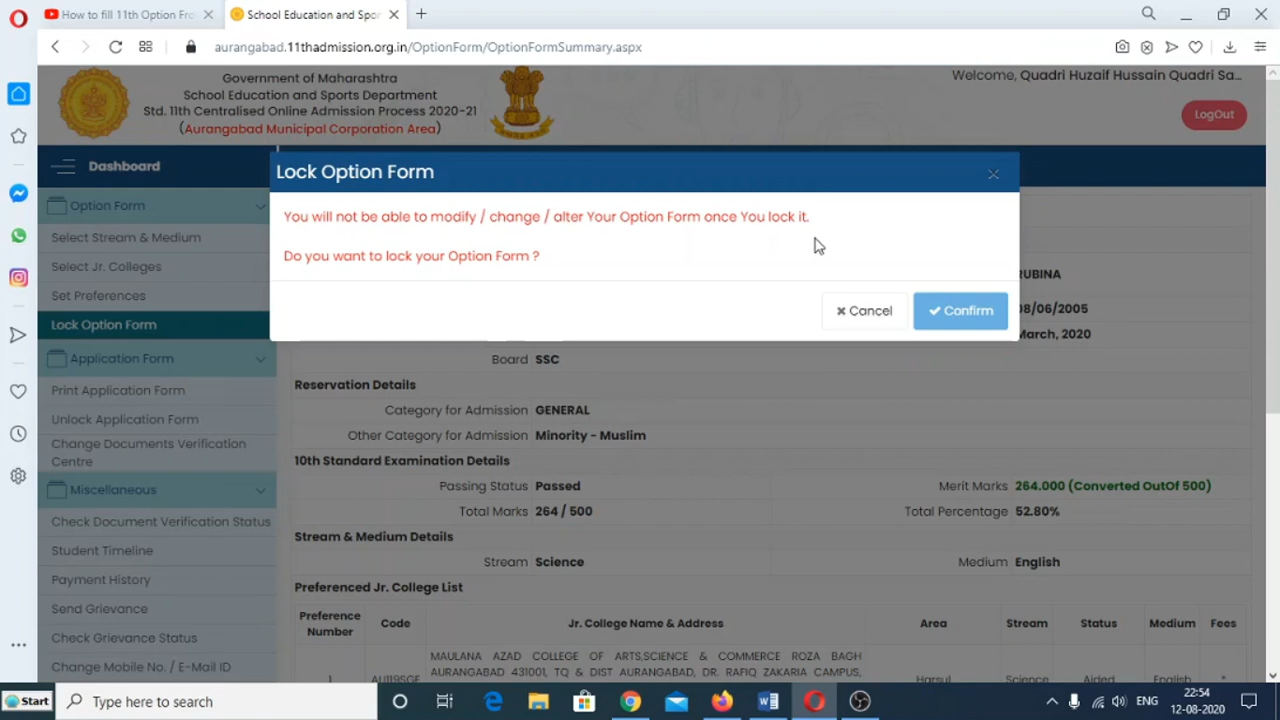 How to fill 11th Option Fro
School Education and Spor
aurangabad.11thadmission.org.in/OptionForm/OptionFormSummary.aspx
Government of Maharashtra
School Education and Sports Department
Std. 11th Centralised Online Admission Process 2020-21
(Aurangabad Municipal Corporation Area)
Welcome, Quadri Huzaif Hussain Quadri Sa...
LogOut
Dashboard
Option Form
Select Stream & Medium
Select Jr. Colleges
Set Preferences
Lock Option Form
Application Form
Print Application Form
Unlock Application Form
Change Documents Verification
Centre
Miscellaneous
Check Document Verification Status
Student Timeline
Payment History
Send Grievance
Check Grievance Status
Change Mobile No. / E-Mail ID
Lock Option Form
You will not be able to modify / change / alter Your Option Form once You lock it.
Do you want to lock your Option Form ?
Cancel
Confirm
RUBINA
08/06/2005
March, 2020
Board SSC
Reservation Details
Category for Admission GENERAL
Other Category for Admission Minority - Muslim
10th Standard Examination Details
Passing Status Passed Merit Marks 264.000 (Converted OutOf 500)
Total Marks 264 / 500 Total Percentage 52.80%
Stream & Medium Details
Stream Science Medium English
Preferenced Jr. College List
Preference
Number Code Jr. College Name & Address Area Stream Status Medium Fees
MAULANA AZAD COLLEGE OF ARTS,SCIENCE & COMMERCE ROZA BAGH
AURANGABAD 431001, TQ & DIST AURANGABAD, DR. RAFIQ ZAKARIA CAMPUS,
1 AU119SGE Harsul Science Aided English *
Start
Type here to search
ENG
22:54
12-08-2020